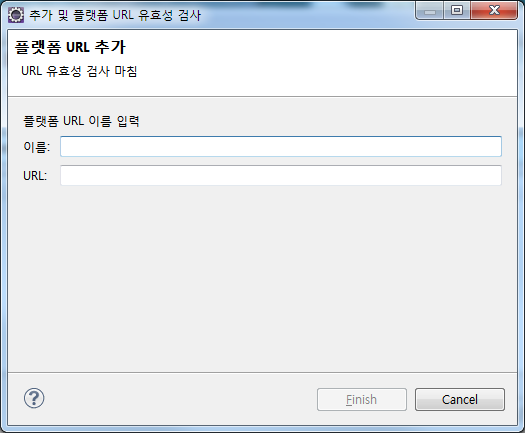 추가 및 플랫폼 URL 유효성 검사
플랫폼 URL 추가
URL 유효성 검사 마침
플랫폼 URL 이름 입력
이름:
URL:
?
Finish
Cancel